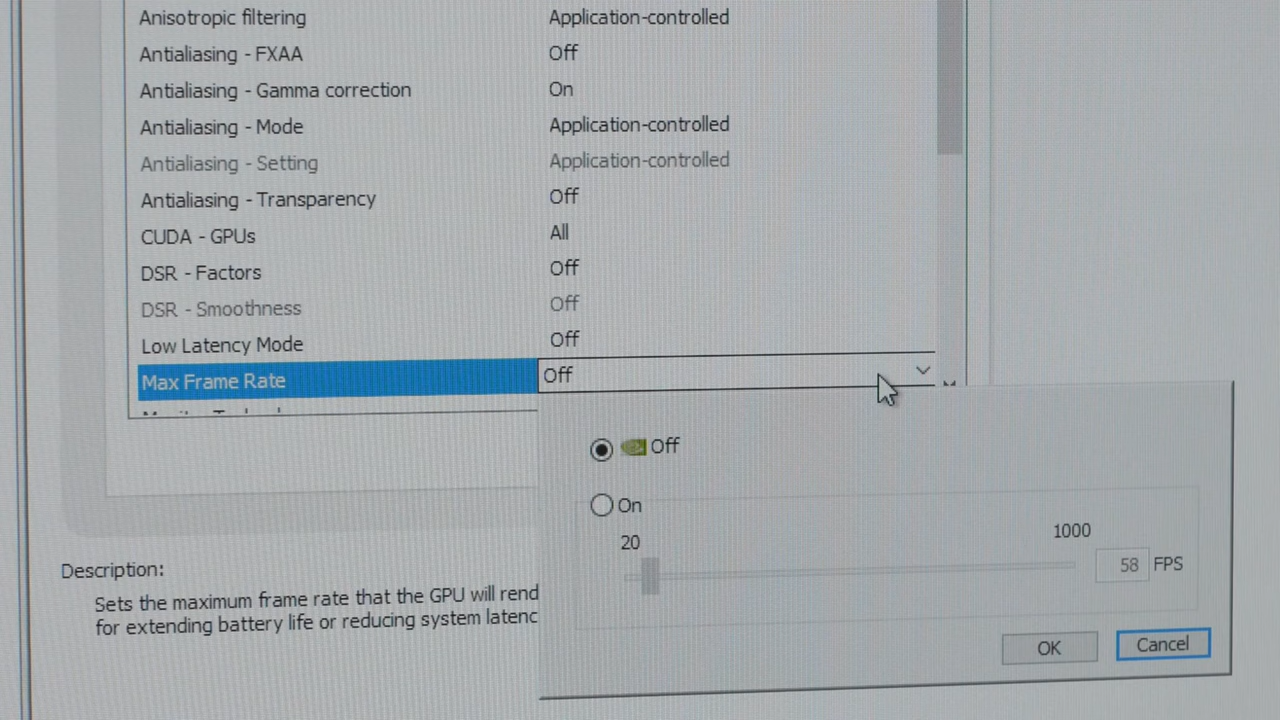 Anisotropic filtering Application-controlled
Antialiasing - FXAA Off
Antialiasing - Gamma correction On
Antialiasing - Mode Application-controlled
Antialiasing - Setting Application-controlled
Antialiasing - Transparency Off
CUDA - GPUs All
DSR - Factors Off
DSR - Smoothness Off
Low Latency Mode Off
Max Frame Rate Off
Off
On
20 1000
58 FPS
Description:
Sets the maximum frame rate that the GPU will rend
for extending battery life or reducing system latenc
OK Cancel